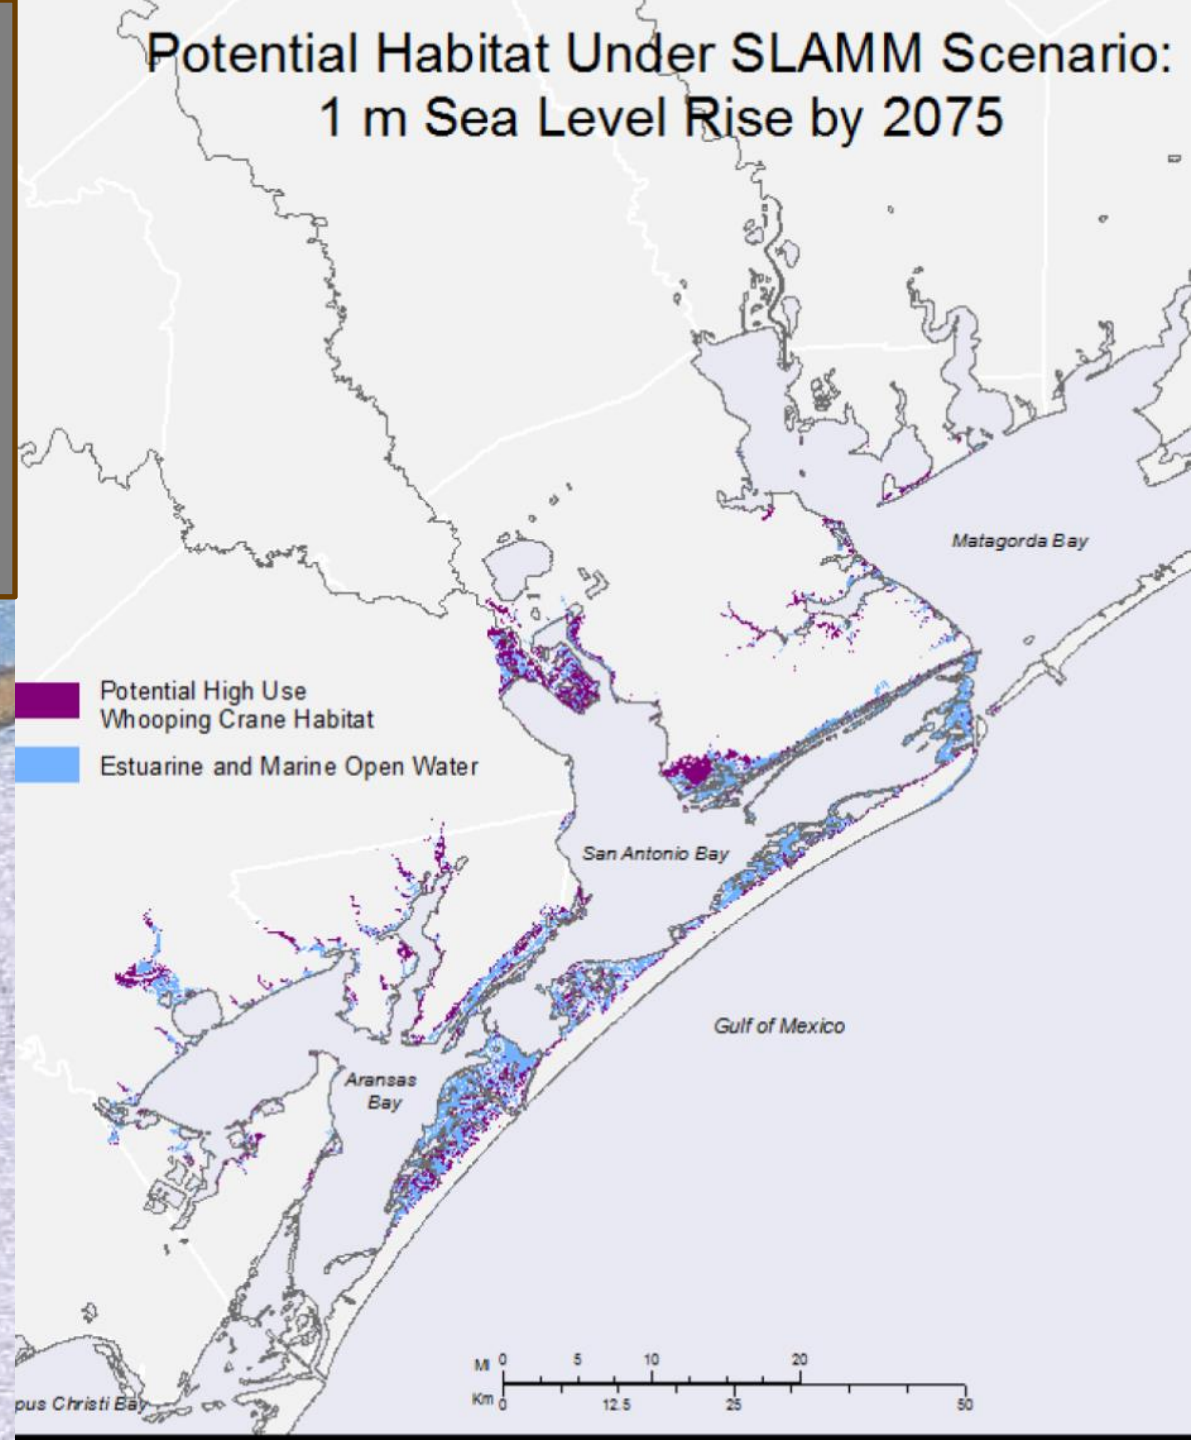 Potential Habitat Under SLAMM Scenario:
1 m Sea Level Rise by 2075
Matagorda Bay
Potential High Use
Whooping Crane Habitat
Estuarine and Marine Open Water
San Antonio Bay
Gulf of Mexico
Aransas
Bay
MI 0 5 10 20
Km 0 12.5 25 50
pus Christi Bay